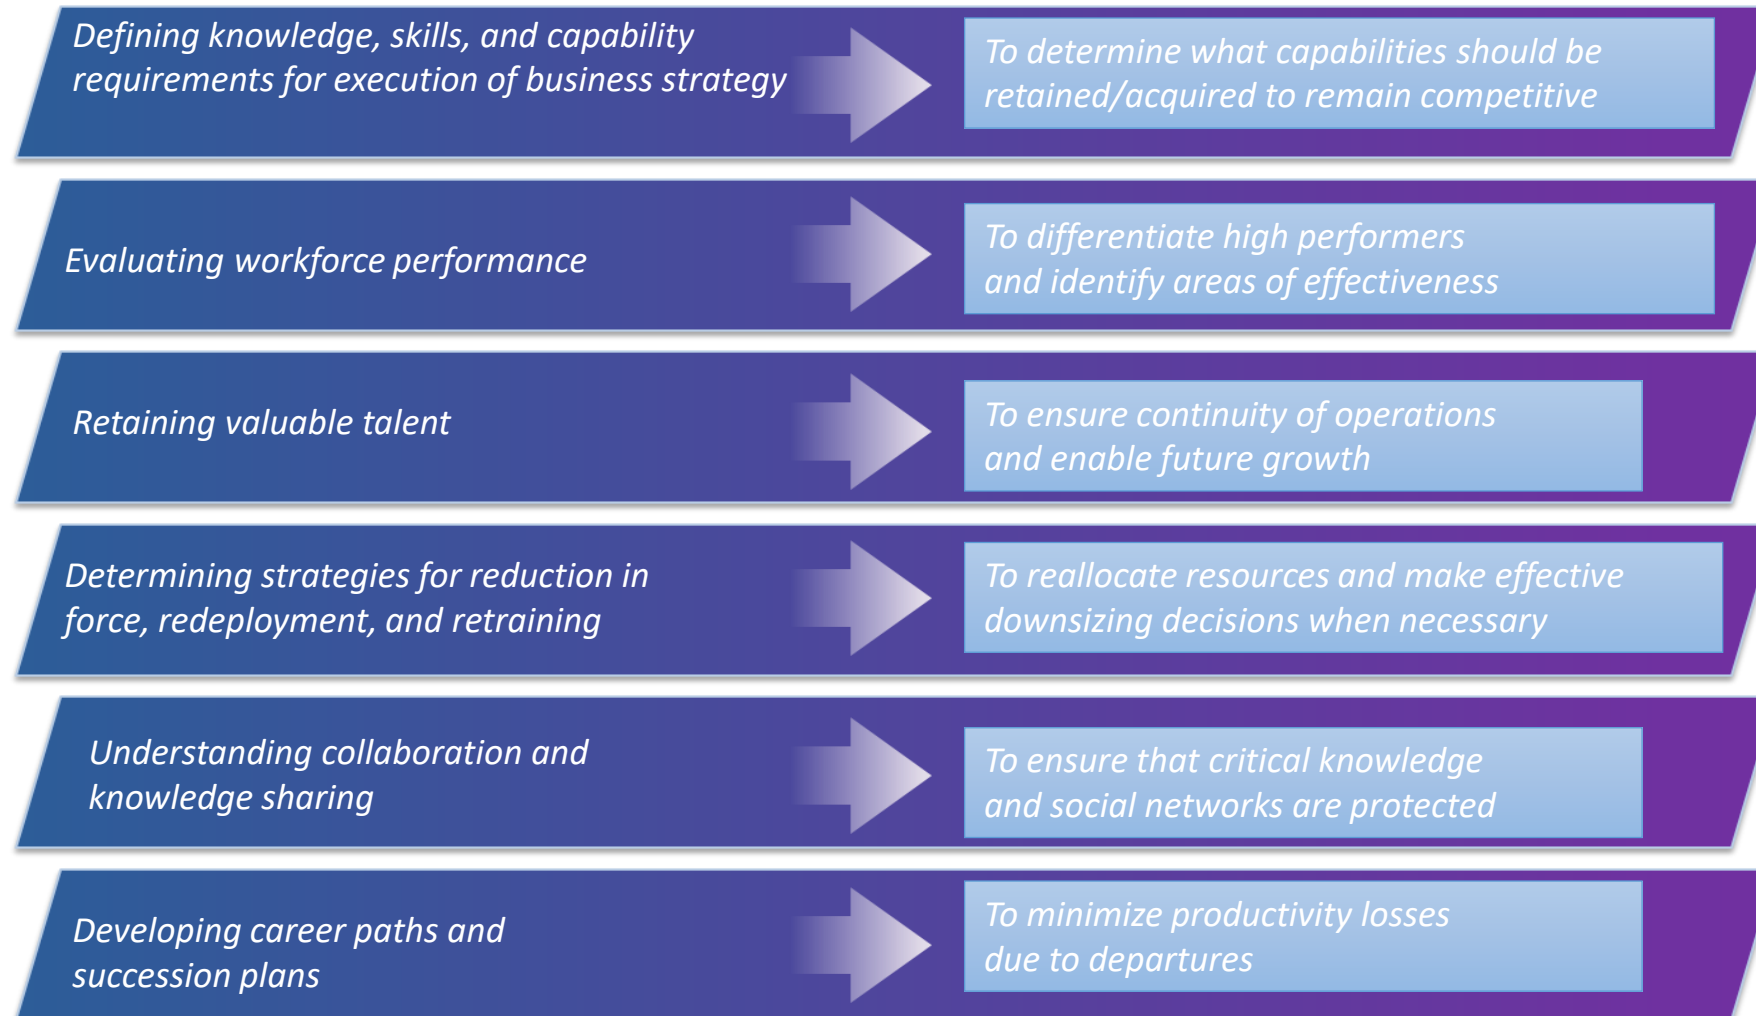 Defining knowledge, skills, and capability
requirements for execution of business strategy
To determine what capabilities should be
retained/acquired to remain competitive
Evaluating workforce performance
To differentiate high performers
and identify areas of effectiveness
Retaining valuable talent
To ensure continuity of operations
and enable future growth
Determining strategies for reduction in
force, redeployment, and retraining
To reallocate resources and make effective
downsizing decisions when necessary
Understanding collaboration and
knowledge sharing
To ensure that critical knowledge
and social networks are protected
Developing career paths and
succession plans
To minimize productivity losses
due to departures